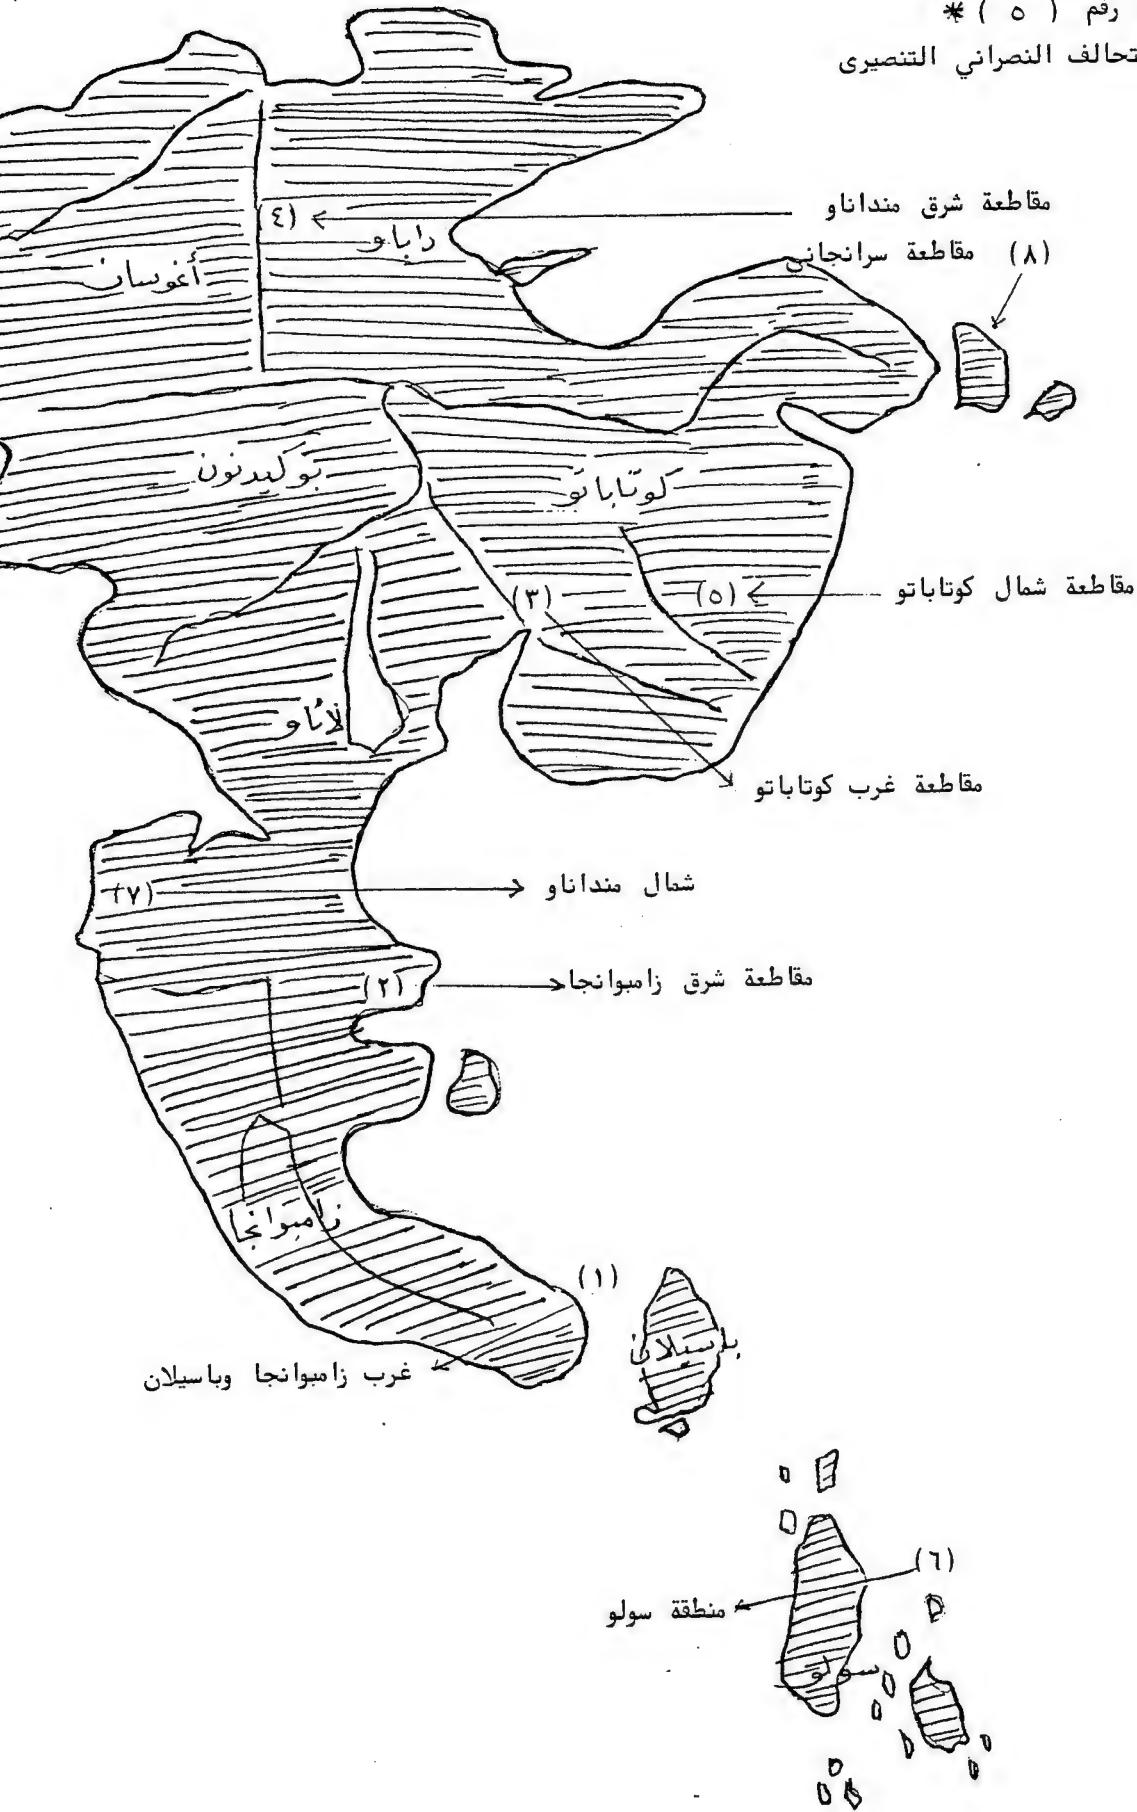 رقم ( ٥ ) *
تحالف النصراني التنصيرى
مقاطعة شرق منداناو
(٤)
داباو
أغوسان
(٨) مقاطعة سرانجاني
بوكيدنون
كوتاباتو
مقاطعة شمال كوتاباتو
(٥)
(٣)
لاناو
مقاطعة غرب كوتاباتو
شمال منداناو
(٧)
مقاطعة شرق زامبوانجا
(٢)
زامبوانجا
(١)
باسيلان
غرب زامبوانجا وباسيلان
(٦)
منطقة سولو
سولو